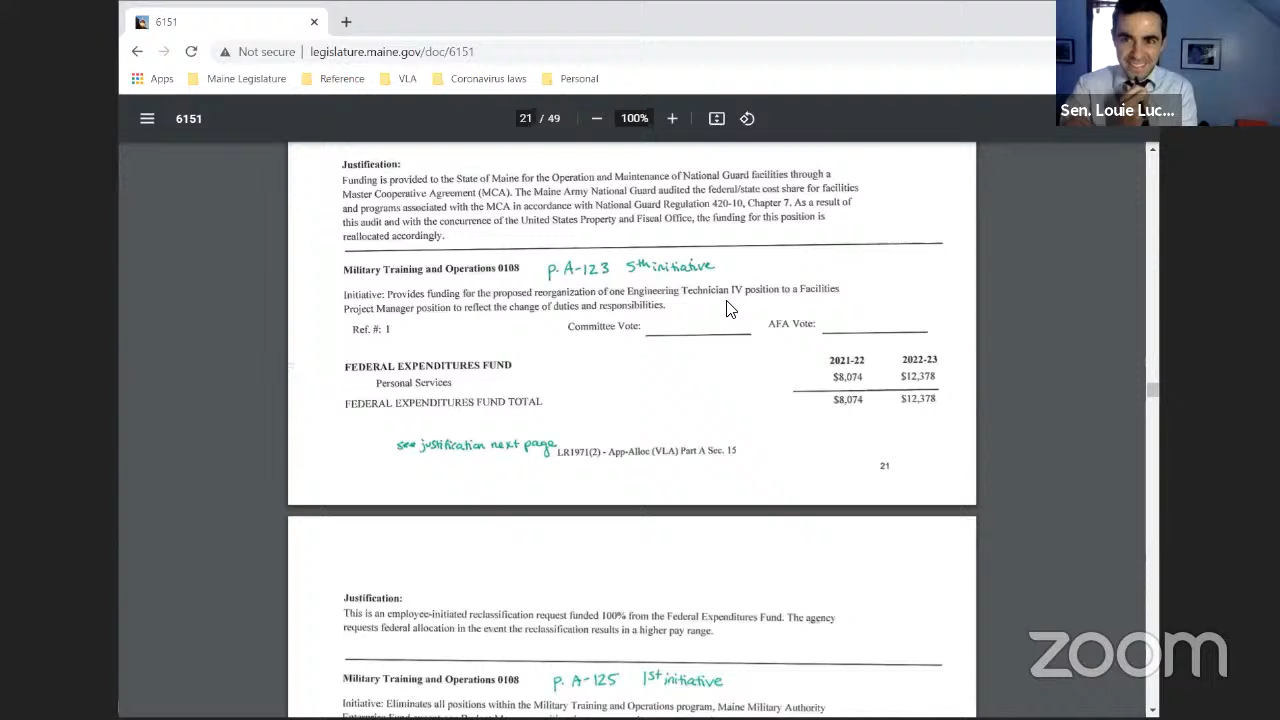 6151
Not secure | legislature.maine.gov/doc/6151
Apps Maine Legislature Reference VLA Coronavirus laws Personal
Sen. Louie Luc...
6151 21 / 49 100%
Justification:
Funding is provided to the State of Maine for the Operation and Maintenance of National Guard facilities through a
Master Cooperative Agreement (MCA). The Maine Army National Guard audited the federal/state cost share for facilities
and programs associated with the MCA in accordance with National Guard Regulation 420-10, Chapter 7. As a result of
this audit and with the concurrence of the United States Property and Fiscal Office, the funding for this position is
reallocated accordingly.
Military Training and Operations 0108 p. A-123 5th initiative
Initiative: Provides funding for the proposed reorganization of one Engineering Technician IV position to a Facilities
Project Manager position to reflect the change of duties and responsibilities.
Ref. #: 1 Committee Vote: AFA Vote:
2021-22 2022-23
FEDERAL EXPENDITURES FUND
Personal Services $8,074 $12,378
FEDERAL EXPENDITURES FUND TOTAL $8,074 $12,378
see justification next page
LR1971(2) - App-Alloc (VLA) Part A Sec. 15
21
Justification:
This is an employee-initiated reclassification request funded 100% from the Federal Expenditures Fund. The agency
requests federal allocation in the event the reclassification results in a higher pay range.
Military Training and Operations 0108 p. A-125 1st initiative
Initiative: Eliminates all positions within the Military Training and Operations program, Maine Military Authority
zoom